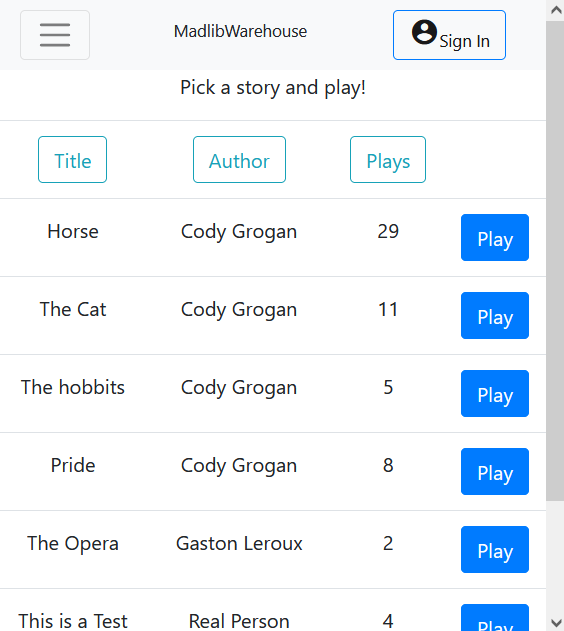 MadlibWarehouse
Sign In
Pick a story and play!
Title Author Plays
Horse Cody Grogan 29 Play
The Cat Cody Grogan 11 Play
The hobbits Cody Grogan 5 Play
Pride Cody Grogan 8 Play
The Opera Gaston Leroux 2 Play
This is a Test Real Person 4 Play